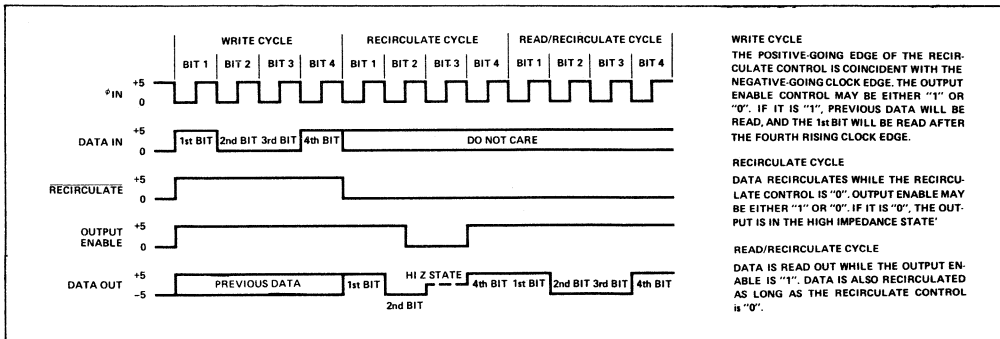 WRITE CYCLE RECIRCULATE CYCLE READ/RECIRCULATE CYCLE
BIT 1 BIT 2 BIT 3 BIT 4 BIT 1 BIT 2 BIT 3 BIT 4 BIT 1 BIT 2 BIT 3 BIT 4
φIN +5 0
DATA IN +5 0 1st BIT 2nd BIT 3rd BIT 4th BIT DO NOT CARE
RECIRCULATE +5 0
OUTPUT ENABLE +5 0
DATA OUT +5 -5 PREVIOUS DATA 1st BIT 2nd BIT HI Z STATE 4th BIT 1st BIT 2nd BIT 3rd BIT 4th BIT
WRITE CYCLE
THE POSITIVE-GOING EDGE OF THE RECIR-
CULATE CONTROL IS COINCIDENT WITH THE
NEGATIVE-GOING CLOCK EDGE. THE OUTPUT
ENABLE CONTROL MAY BE EITHER "1" OR
"0". IF IT IS "1", PREVIOUS DATA WILL BE
READ, AND THE 1st BIT WILL BE READ AFTER
THE FOURTH RISING CLOCK EDGE.
RECIRCULATE CYCLE
DATA RECIRCULATES WHILE THE RECIRCU-
LATE CONTROL IS "0". OUTPUT ENABLE MAY
BE EITHER "1" OR "0". IF IT IS "0", THE OUT-
PUT IS IN THE HIGH IMPEDANCE STATE'
READ/RECIRCULATE CYCLE
DATA IS READ OUT WHILE THE OUTPUT EN-
ABLE IS "1". DATA IS ALSO RECIRCULATED
AS LONG AS THE RECIRCULATE CONTROL
is "0".